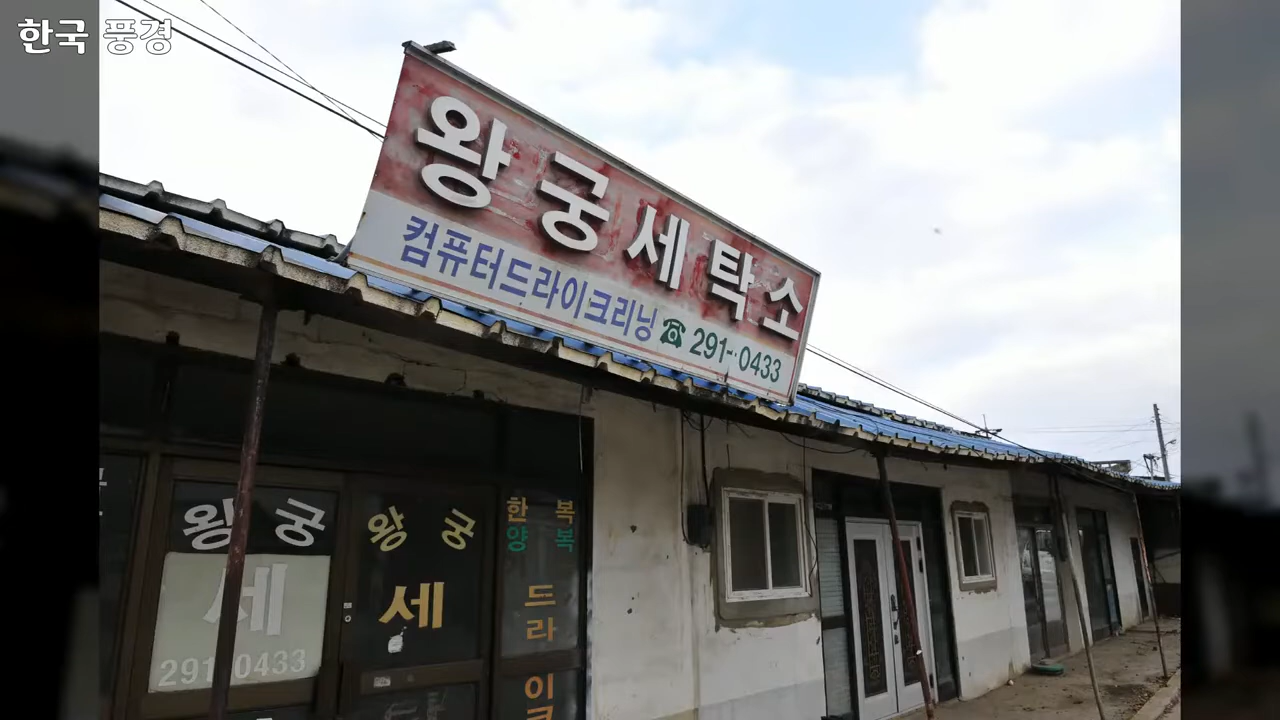 한국 풍경
왕궁세탁소
컴퓨터드라이크리닝 ☎ 291-0433
왕궁
세
291 0433
왕궁
세
한복
양복
드
라
이
크